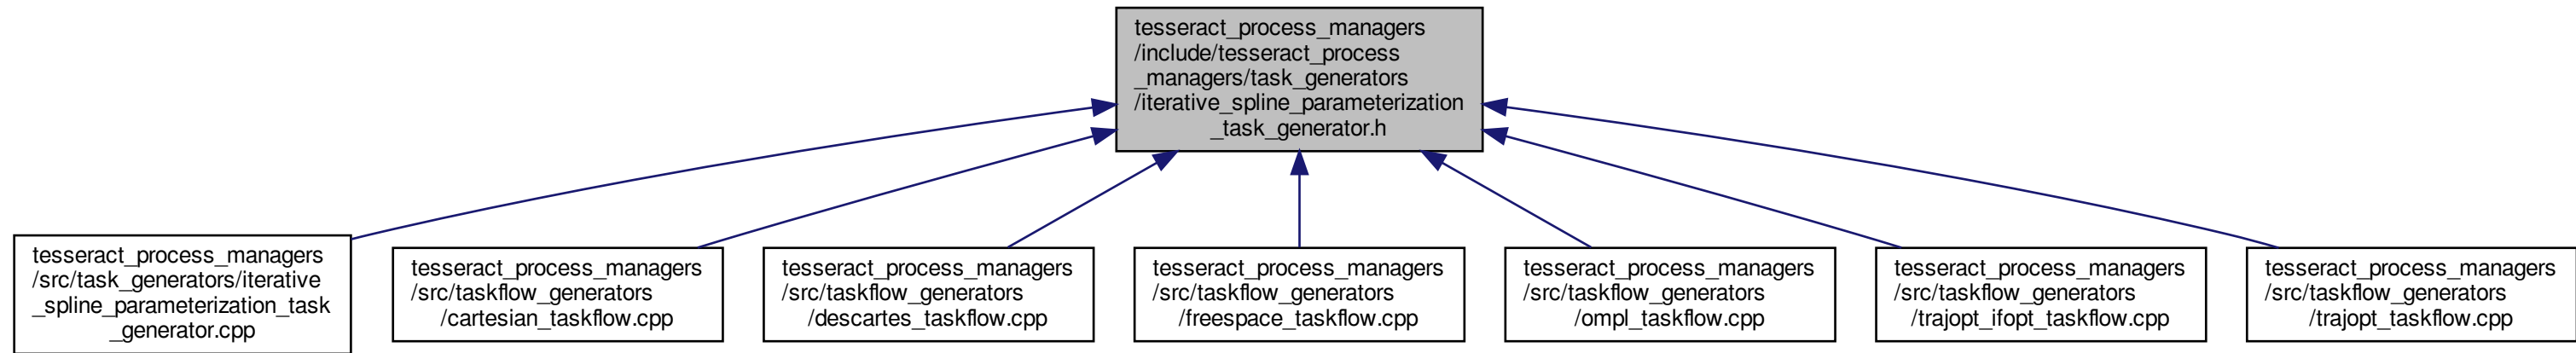 tesseract_process_managers
/include/tesseract_process
_managers/task_generators
/iterative_spline_parameterization
_task_generator.h
tesseract_process_managers
/src/task_generators/iterative
_spline_parameterization_task
_generator.cpp
tesseract_process_managers
/src/taskflow_generators
/cartesian_taskflow.cpp
tesseract_process_managers
/src/taskflow_generators
/descartes_taskflow.cpp
tesseract_process_managers
/src/taskflow_generators
/freespace_taskflow.cpp
tesseract_process_managers
/src/taskflow_generators
/ompl_taskflow.cpp
tesseract_process_managers
/src/taskflow_generators
/trajopt_ifopt_taskflow.cpp
tesseract_process_managers
/src/taskflow_generators
/trajopt_taskflow.cpp